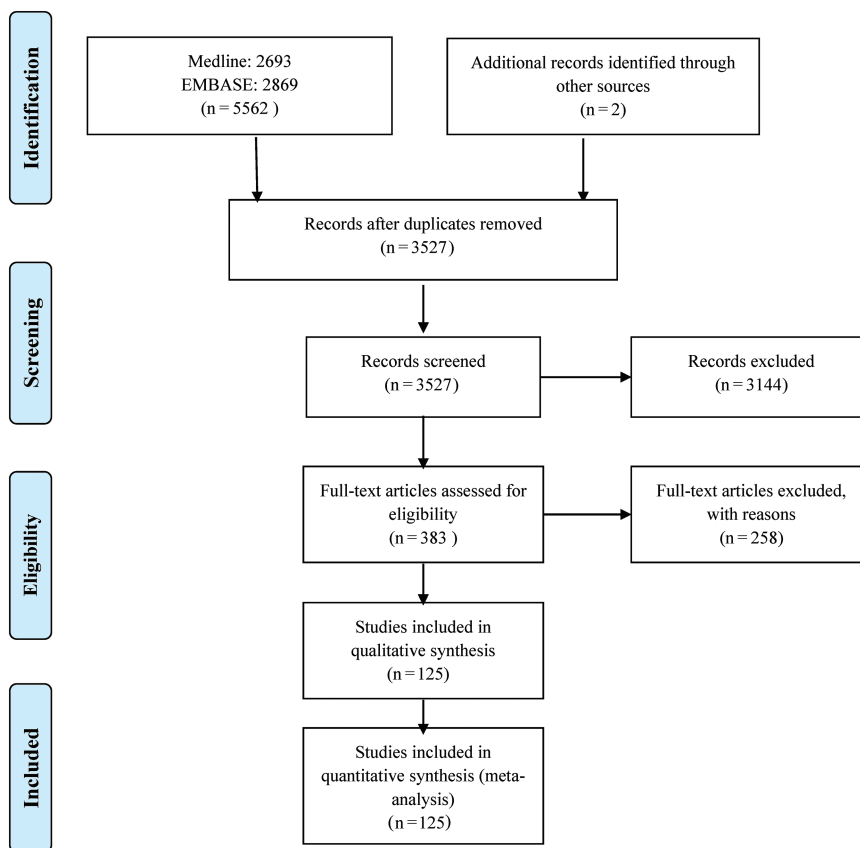 Identification
Medline: 2693
EMBASE: 2869
(n = 5562 )
Additional records identified through
other sources
(n = 2)
Records after duplicates removed
(n = 3527)
Screening
Records screened
(n = 3527)
Records excluded
(n = 3144)
Eligibility
Full-text articles assessed for
eligibility
(n = 383 )
Full-text articles excluded,
with reasons
(n = 258)
Studies included in
qualitative synthesis
(n = 125)
Included
Studies included in
quantitative synthesis (meta-
analysis)
(n = 125)